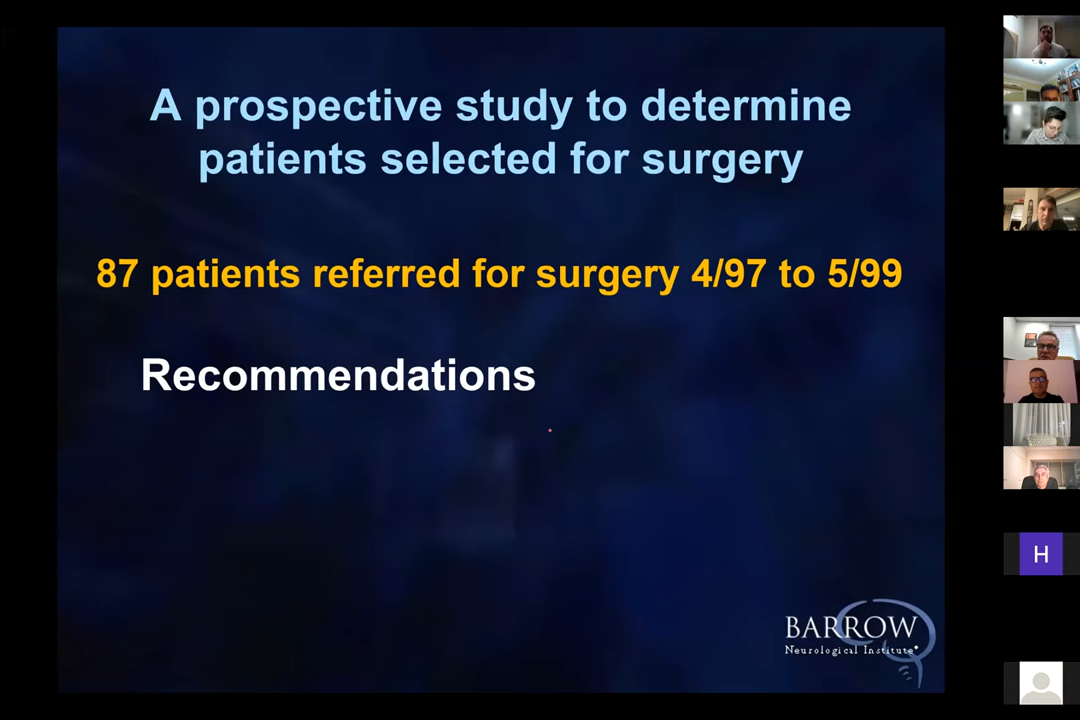 A prospective study to determine
patients selected for surgery
87 patients referred for surgery 4/97 to 5/99
Recommendations
BARROW
Neurological Institute®
H